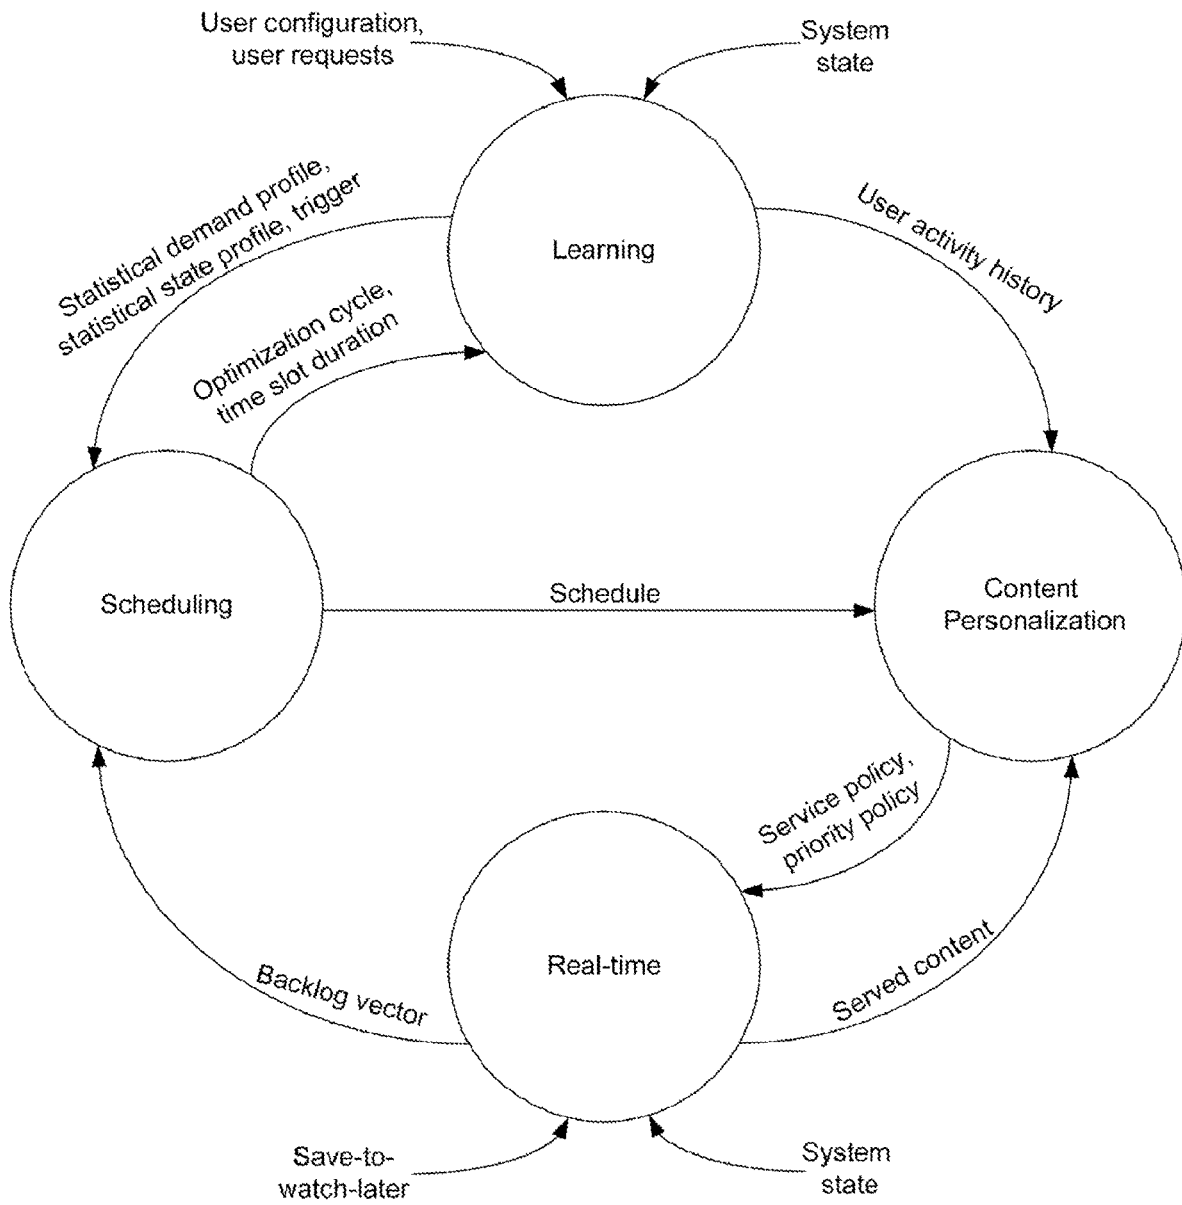 User configuration,
user requests
System
state
Statistical demand profile,
statistical state profile, trigger
User activity history
Learning
Optimization cycle,
time slot duration
Scheduling
Schedule
Content
Personalization
Service policy,
priority policy
Real-time
Backlog vector
Served content
Save-to-
watch-later
System
state